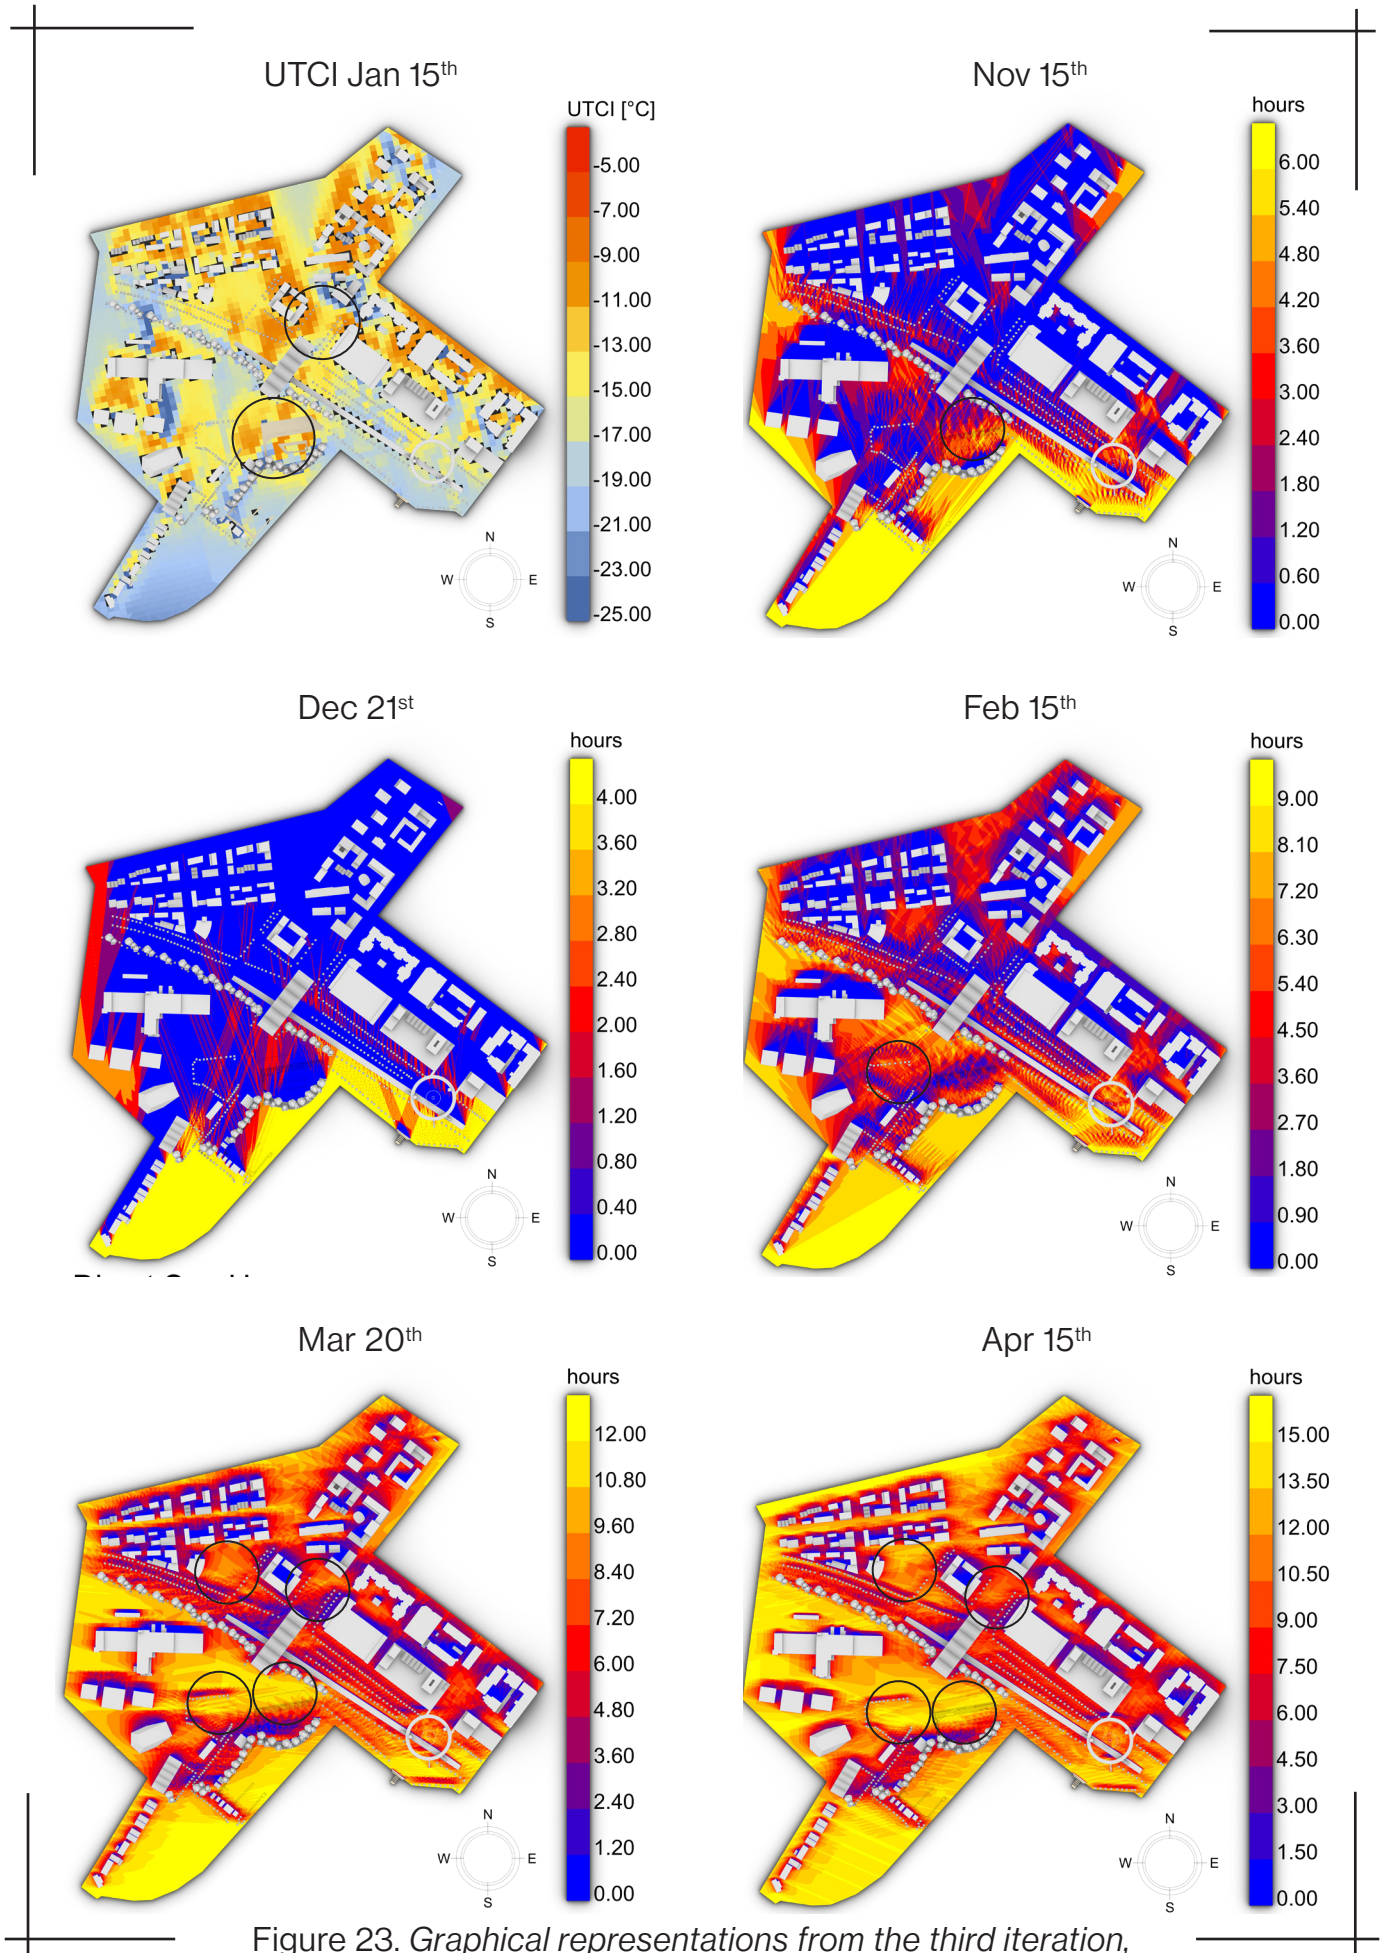 UTCI Jan 15th
UTCI [°C]
-5.00
-7.00
-9.00
-11.00
-13.00
-15.00
-17.00
-19.00
-21.00
-23.00
-25.00
N
W E
S
Nov 15th
hours
6.00
5.40
4.80
4.20
3.60
3.00
2.40
1.80
1.20
0.60
0.00
N
W E
S
Dec 21st
hours
4.00
3.60
3.20
2.80
2.40
2.00
1.60
1.20
0.80
0.40
0.00
N
W E
S
Feb 15th
hours
9.00
8.10
7.20
6.30
5.40
4.50
3.60
2.70
1.80
0.90
0.00
N
W E
S
Mar 20th
hours
12.00
10.80
9.60
8.40
7.20
6.00
4.80
3.60
2.40
1.20
0.00
N
W E
S
Apr 15th
hours
15.00
13.50
12.00
10.50
9.00
7.50
6.00
4.50
3.00
1.50
0.00
N
W E
S
Figure 23. Graphical representations from the third iteration,